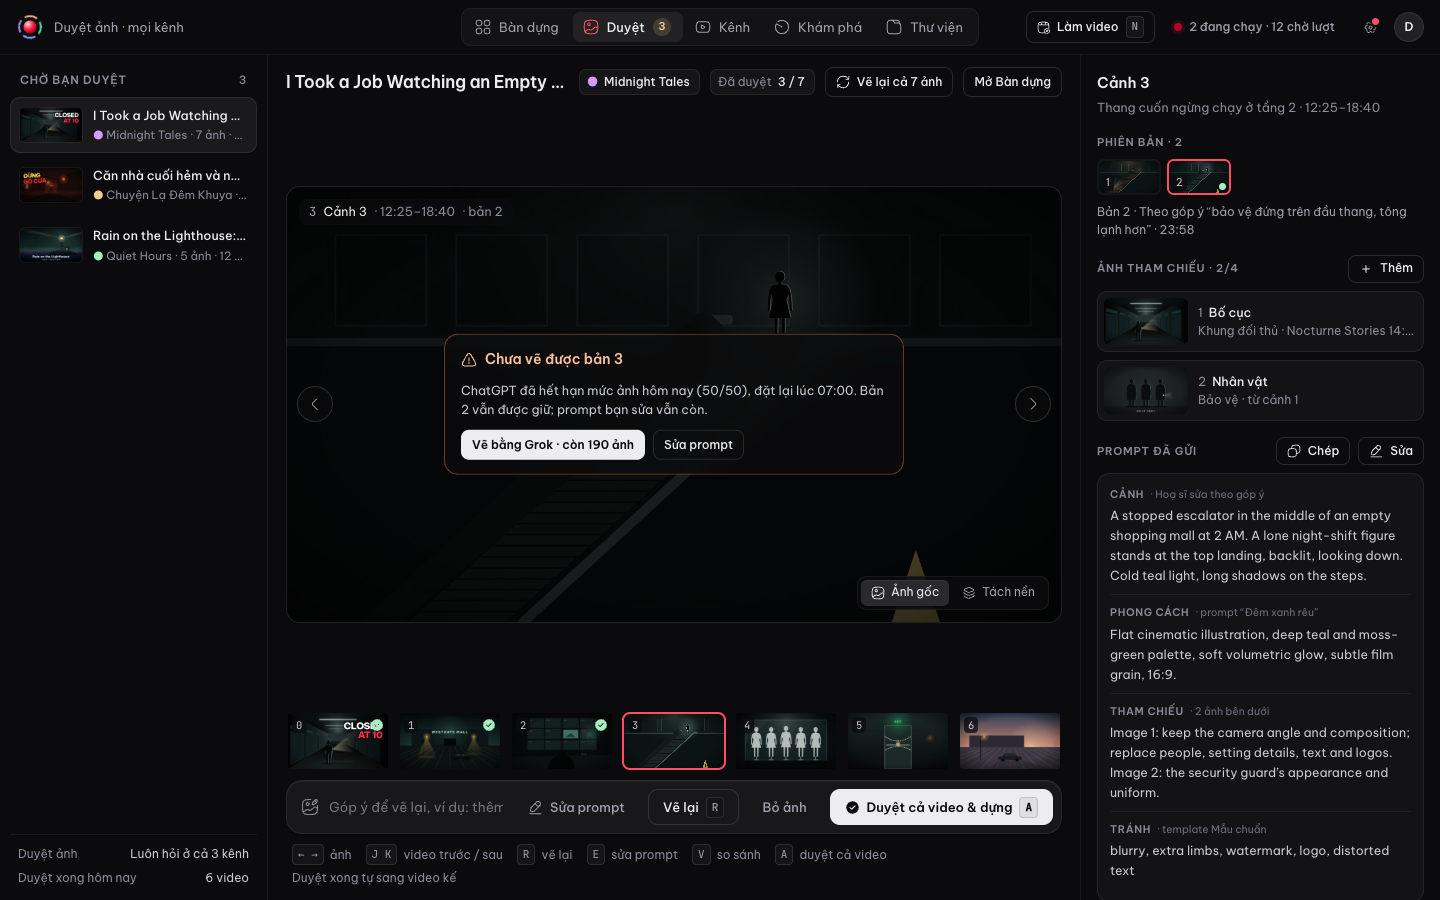 Duyệt ảnh · mọi kênh
Bàn dựng
Duyệt 3
Kênh
Khám phá
Thư viện
Làm video N
2 đang chạy · 12 chờ lượt
D
CHỜ BẠN DUYỆT 3
CLOSED
AT 10
I Took a Job Watching ...
Midnight Tales · 7 ảnh · ...
ĐỪNG
GÕ CỬA
Căn nhà cuối hẻm và n...
Chuyện Lạ Đêm Khuya ·...
Rain on the Lighthouse
Rain on the Lighthouse:...
Quiet Hours · 5 ảnh · 12 ...
Duyệt ảnh Luôn hỏi ở cả 3 kênh
Duyệt xong hôm nay 6 video
I Took a Job Watching an Empty ...
Midnight Tales
Đã duyệt 3 / 7
Vẽ lại cả 7 ảnh
Mở Bàn dựng
3 Cảnh 3 · 12:25–18:40 · bản 2
Chưa vẽ được bản 3
ChatGPT đã hết hạn mức ảnh hôm nay (50/50), đặt lại lúc 07:00. Bản
2 vẫn được giữ; prompt bạn sửa vẫn còn.
Vẽ bằng Grok · còn 190 ảnh
Sửa prompt
Ảnh gốc
Tách nền
0
CLOSED
AT 10
1
WESTGATE MALL
2
3
4
5
6
Góp ý để vẽ lại, ví dụ: thêm
Sửa prompt
Vẽ lại R
Bỏ ảnh
Duyệt cả video & dựng A
← → ảnh
J K video trước / sau
R vẽ lại
E sửa prompt
V so sánh
A duyệt cả video
Duyệt xong tự sang video kế
Cảnh 3
Thang cuốn ngừng chạy ở tầng 2 · 12:25–18:40
PHIÊN BẢN · 2
1
2
Bản 2 · Theo góp ý “bảo vệ đứng trên đầu thang, tông
lạnh hơn” · 23:58
ẢNH THAM CHIẾU · 2/4
+ Thêm
1 Bố cục
Khung đối thủ · Nocturne Stories 14:...
2 Nhân vật
Bảo vệ · từ cảnh 1
PROMPT ĐÃ GỬI
Chép
Sửa
CẢNH · Hoạ sĩ sửa theo góp ý
A stopped escalator in the middle of an empty
shopping mall at 2 AM. A lone night-shift figure
stands at the top landing, backlit, looking down.
Cold teal light, long shadows on the steps.
PHONG CÁCH · prompt “Đêm xanh rêu”
Flat cinematic illustration, deep teal and moss-
green palette, soft volumetric glow, subtle film
grain, 16:9.
THAM CHIẾU · 2 ảnh bên dưới
Image 1: keep the camera angle and composition;
replace people, setting details, text and logos.
Image 2: the security guard’s appearance and
uniform.
TRÁNH · template Mẫu chuẩn
blurry, extra limbs, watermark, logo, distorted
text